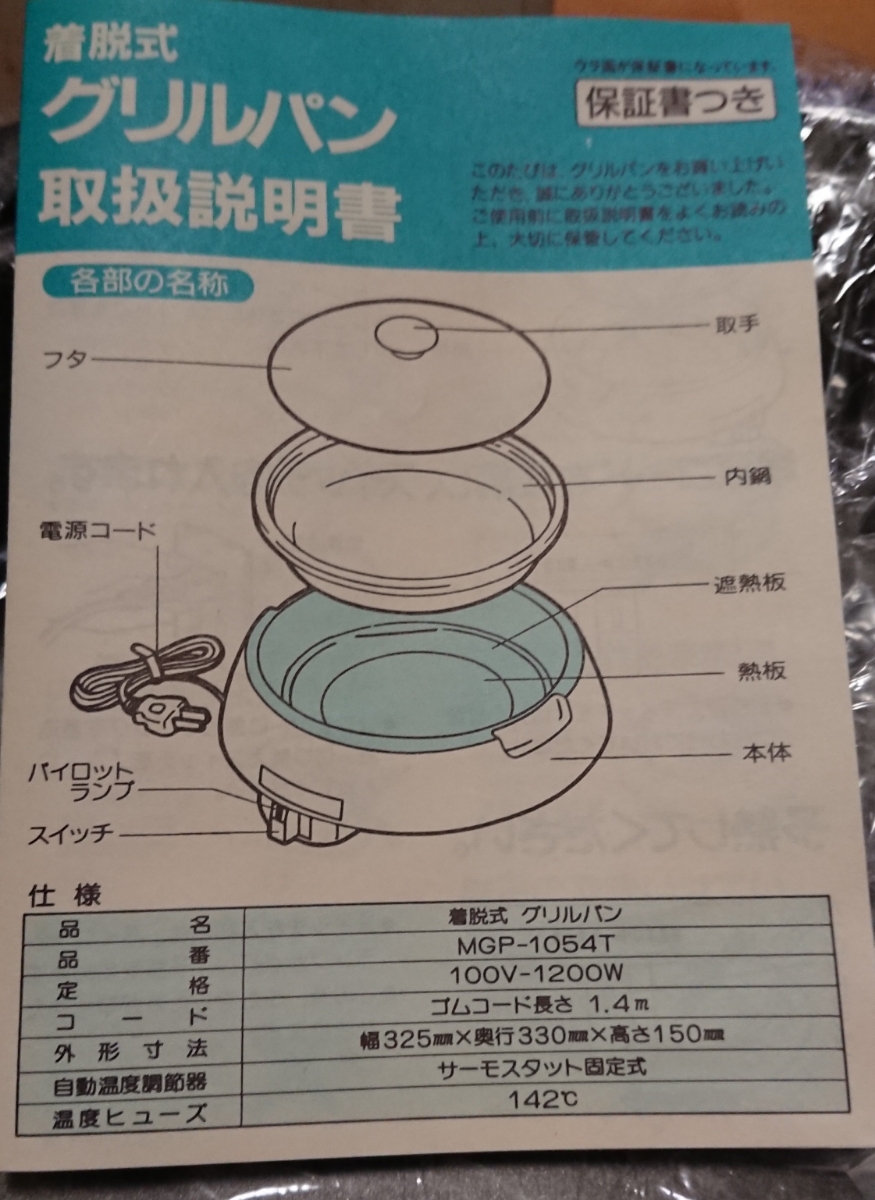 着脱式
グリルパン
取扱説明書
ウラ面が保証書になっています。
保証書つき
このたびは、グリルパンをお買い上げい
ただき、誠にありがとうございました。
ご使用前に取扱説明書をよくお読みの
上、大切に保管してください。
各部の名称
取手
フタ
内鍋
電源コード
遮熱板
熱板
本体
パイロット
ランプ
スイッチ
仕様
品名 着脱式 グリルパン
品番 MGP-1054T
定格 100V-1200W
コード ゴムコード長さ 1.4m
外形寸法 幅325㎜×奥行330㎜×高さ150㎜
自動温度調節器 サーモスタット固定式
温度ヒューズ 142℃